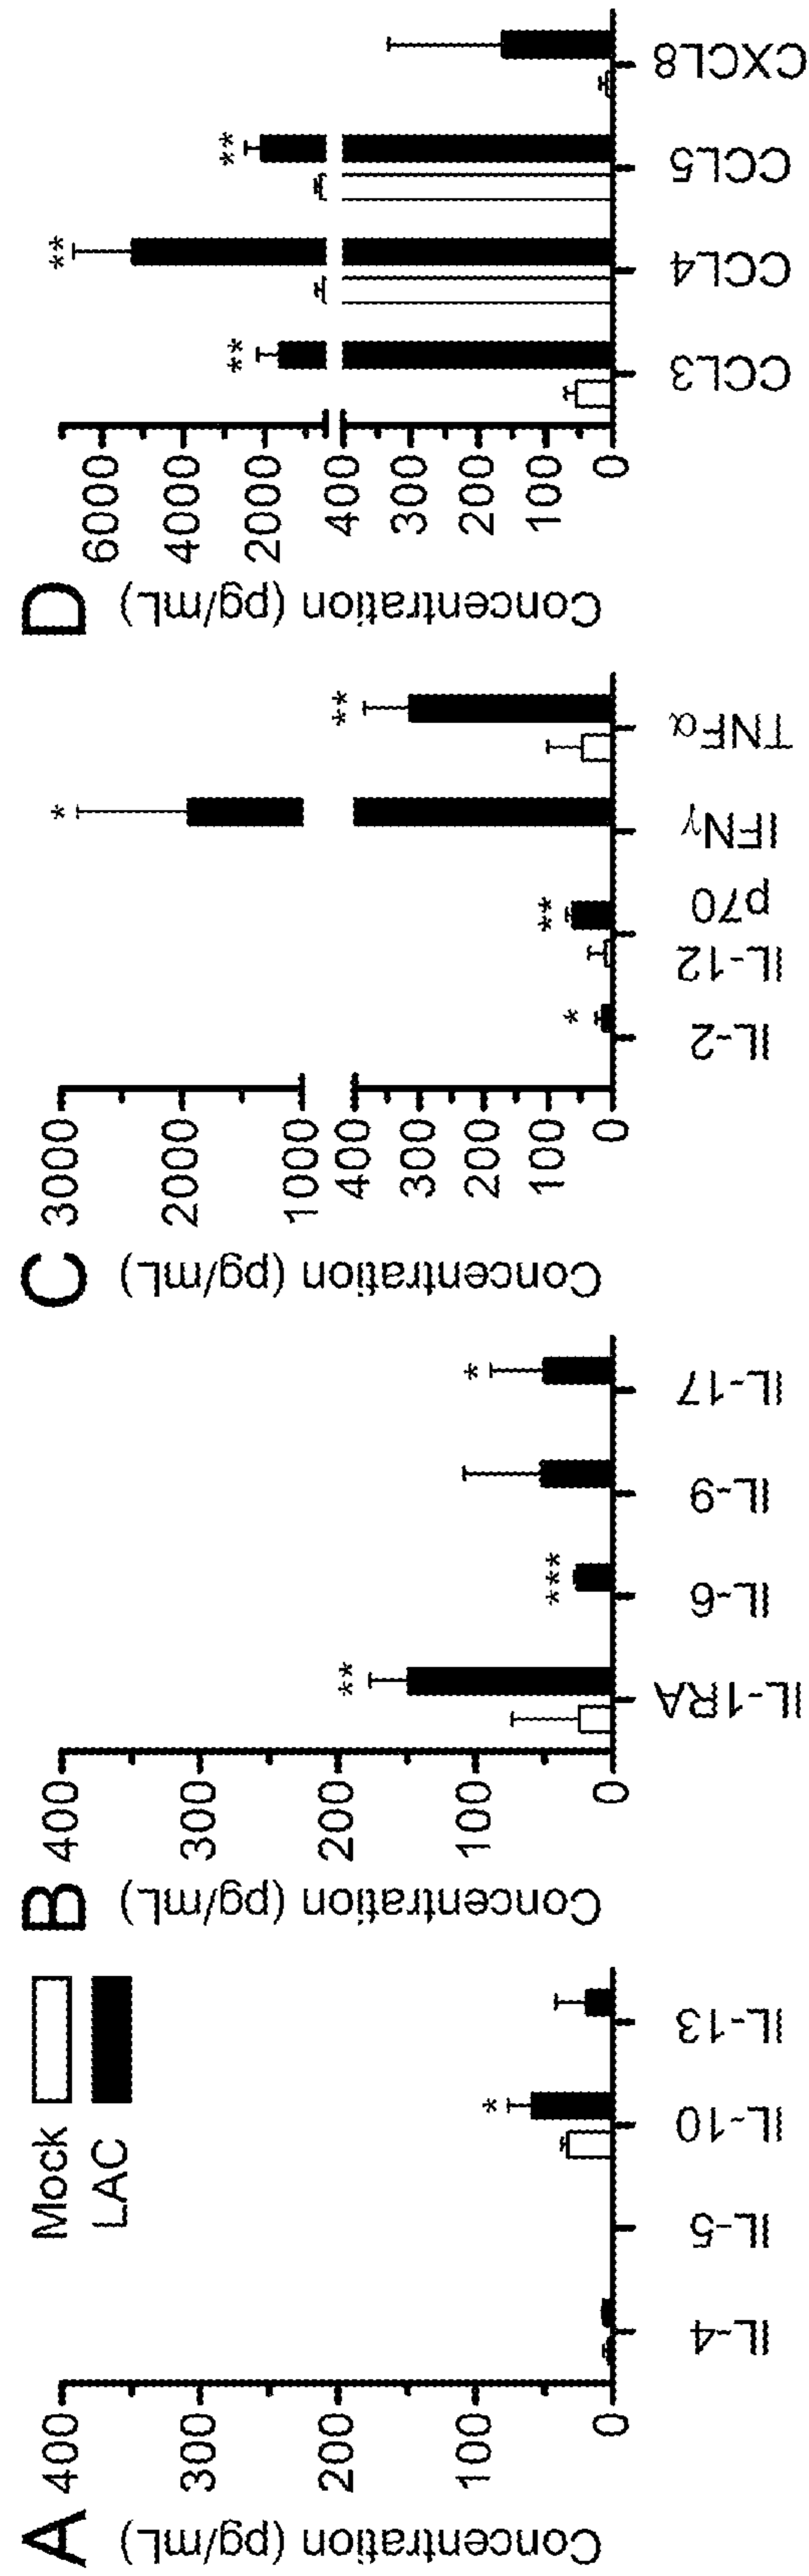 A
Concentration (pg/mL)
400
300
200
100
0
IL-4
IL-5
IL-10
IL-13
*
Mock
LAC
B
Concentration (pg/mL)
400
300
200
100
0
IL-1RA
IL-6
IL-9
IL-17
**
***
*
C
Concentration (pg/mL)
3000
2000
1000
400
300
200
100
0
IL-2
IL-12
p70
IFNγ
TNFα
*
**
*
**
D
Concentration (pg/mL)
6000
4000
2000
400
300
200
100
0
CCL3
CCL4
CCL5
CXCL8
**
**
**